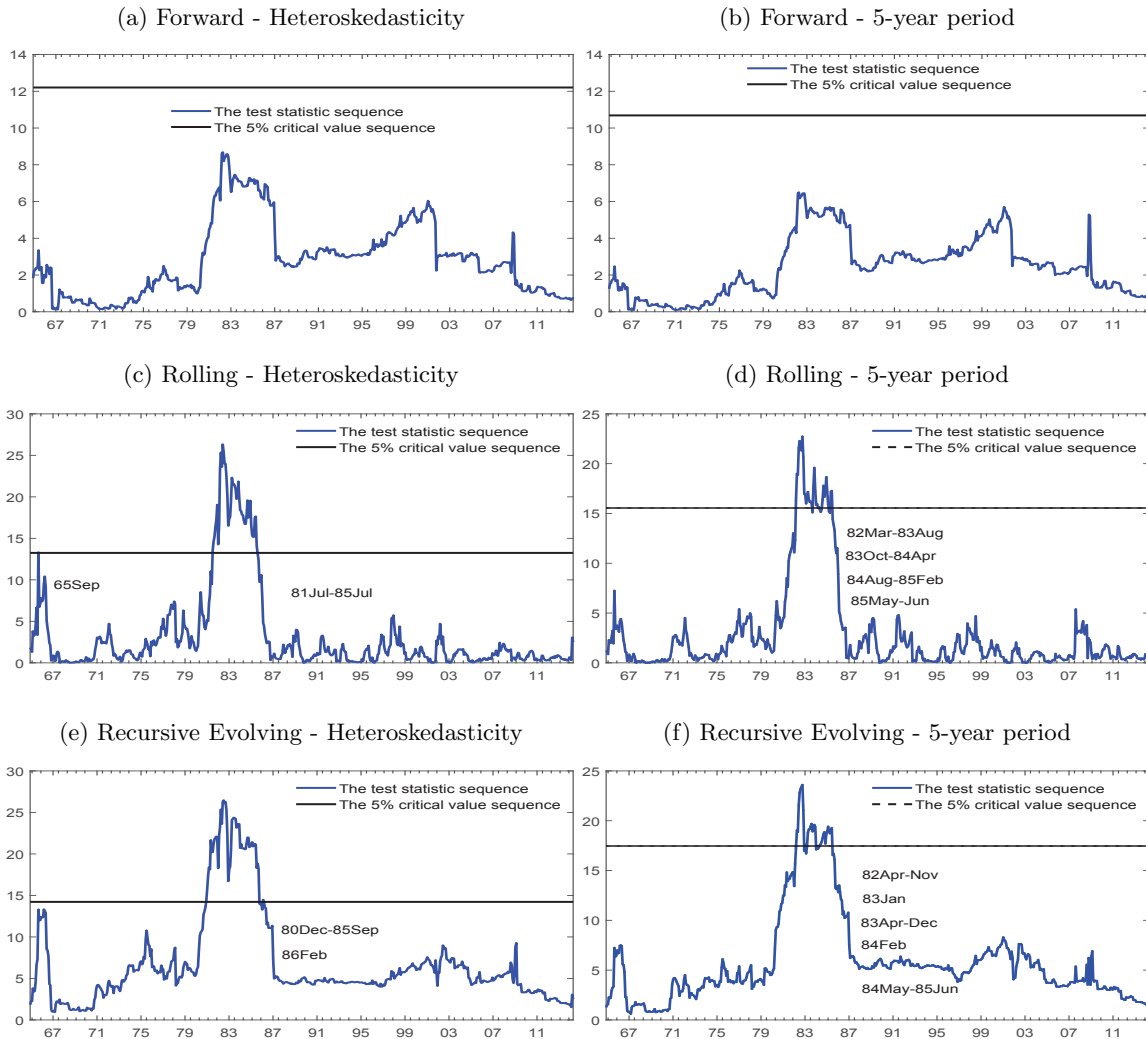 (a) Forward - Heteroskedasticity
14
12
10
8
6
4
2
0
The test statistic sequence
The 5% critical value sequence
67 71 75 79 83 87 91 95 99 03 07 11
(b) Forward - 5-year period
14
12
10
8
6
4
2
0
The test statistic sequence
The 5% critical value sequence
67 71 75 79 83 87 91 95 99 03 07 11
(c) Rolling - Heteroskedasticity
30
25
20
15
10
5
0
The test statistic sequence
The 5% critical value sequence
65Sep
81Jul-85Jul
67 71 75 79 83 87 91 95 99 03 07 11
(d) Rolling - 5-year period
25
20
15
10
5
0
The test statistic sequence
The 5% critical value sequence
82Mar-83Aug
83Oct-84Apr
84Aug-85Feb
85May-Jun
67 71 75 79 83 87 91 95 99 03 07 11
(e) Recursive Evolving - Heteroskedasticity
30
25
20
15
10
5
0
The test statistic sequence
The 5% critical value sequence
80Dec-85Sep
86Feb
67 71 75 79 83 87 91 95 99 03 07 11
(f) Recursive Evolving - 5-year period
25
20
15
10
5
0
The test statistic sequence
The 5% critical value sequence
82Apr-Nov
83Jan
83Apr-Dec
84Feb
84May-85Jun
67 71 75 79 83 87 91 95 99 03 07 11